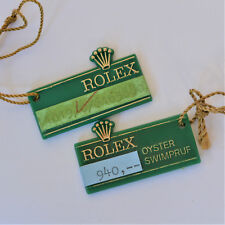 ROLEX
ROLEX
OYSTER
SWIMPRUF
940,--